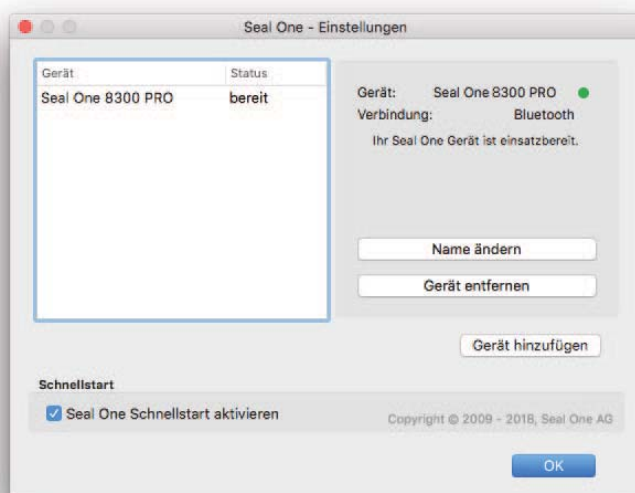 Seal One - Einstellungen
Gerät Status
Seal One 8300 PRO bereit
Gerät: Seal One 8300 PRO
Verbindung: Bluetooth
Ihr Seal One Gerät ist einsatzbereit.
Name ändern
Gerät entfernen
Gerät hinzufügen
Schnellstart
Seal One Schnellstart aktivieren
Copyright © 2009 - 2018, Seal One AG
OK